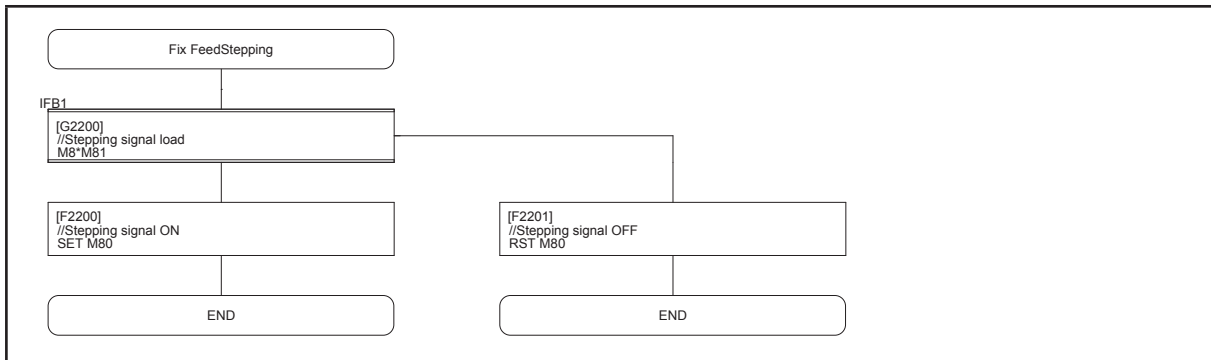 Fix FeedStepping
IFB1
[G2200]
//Stepping signal load
M8*M81
[F2200]
//Stepping signal ON
SET M80
[F2201]
//Stepping signal OFF
RST M80
END
END